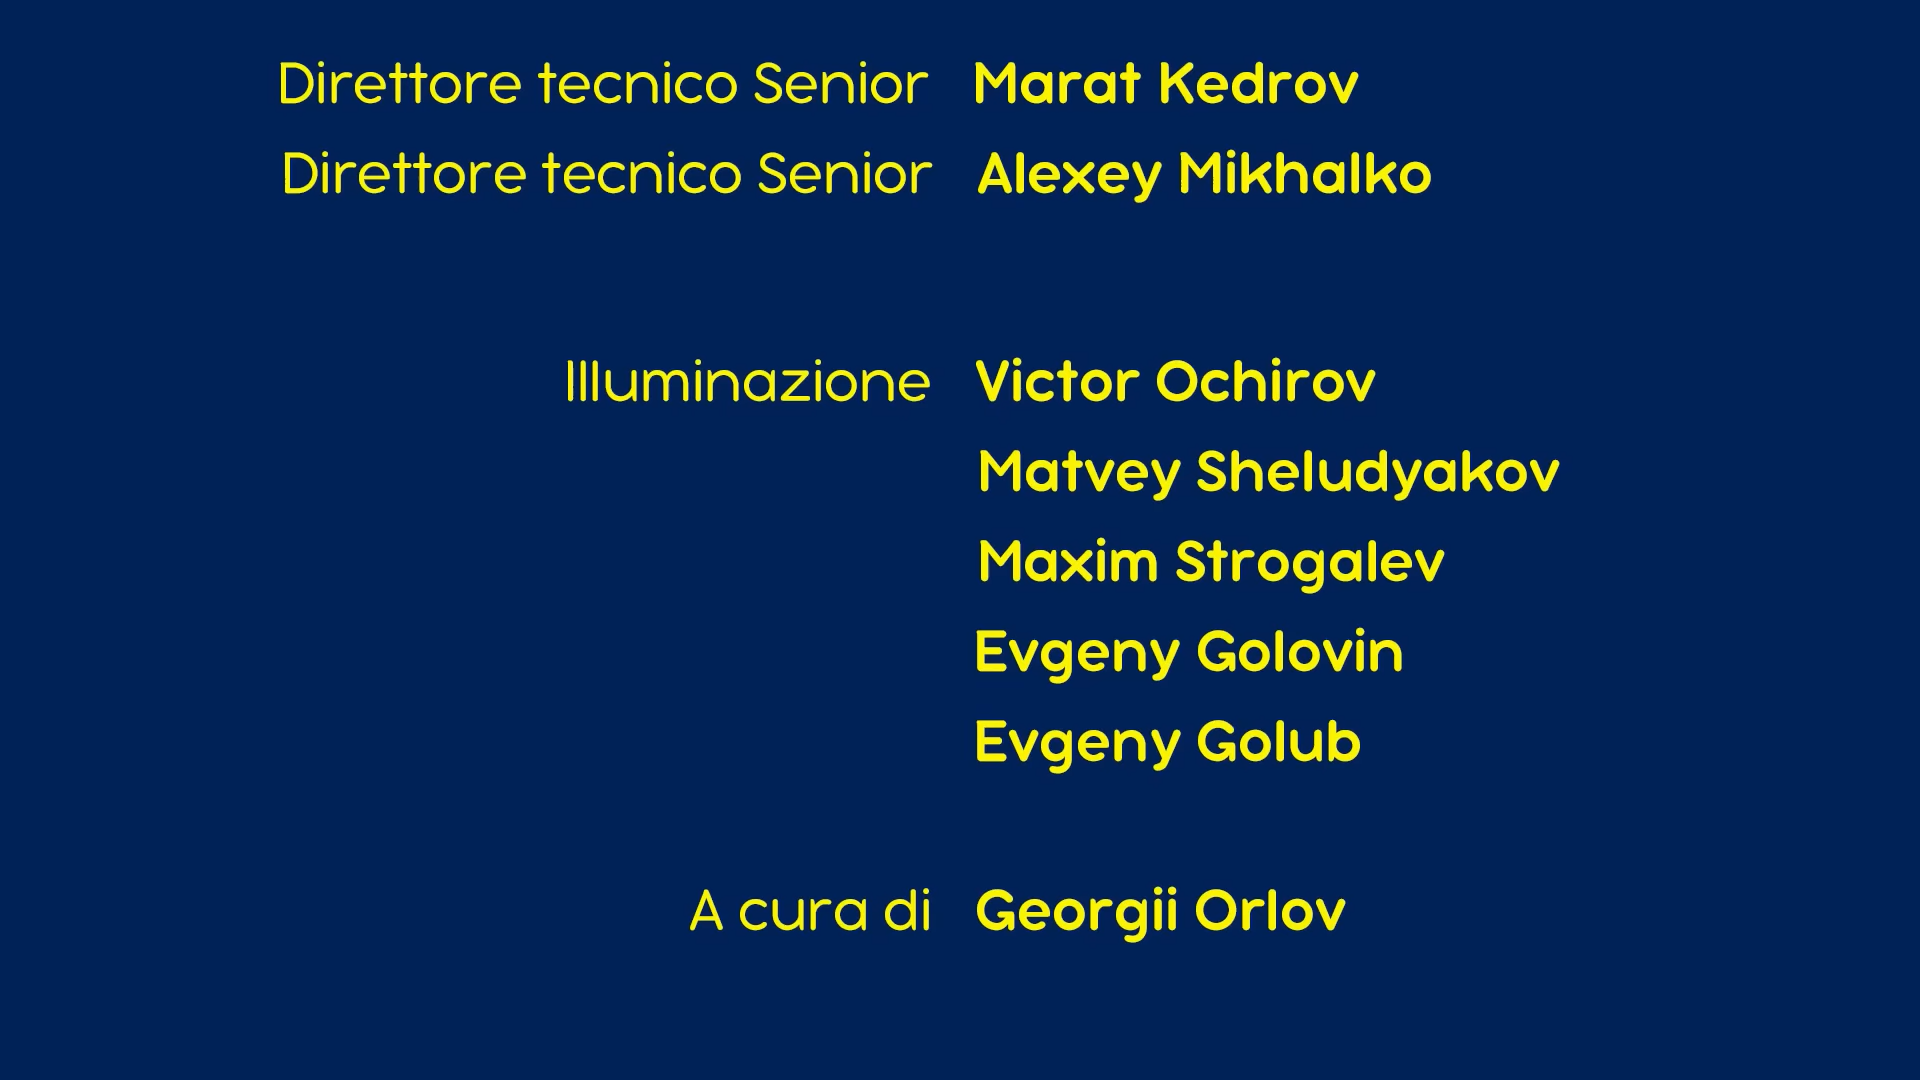 Direttore tecnico Senior Marat Kedrov
Direttore tecnico Senior Alexey Mikhalko
Illuminazione Victor Ochirov
Matvey Sheludyakov
Maxim Strogalev
Evgeny Golovin
Evgeny Golub
A cura di Georgii Orlov